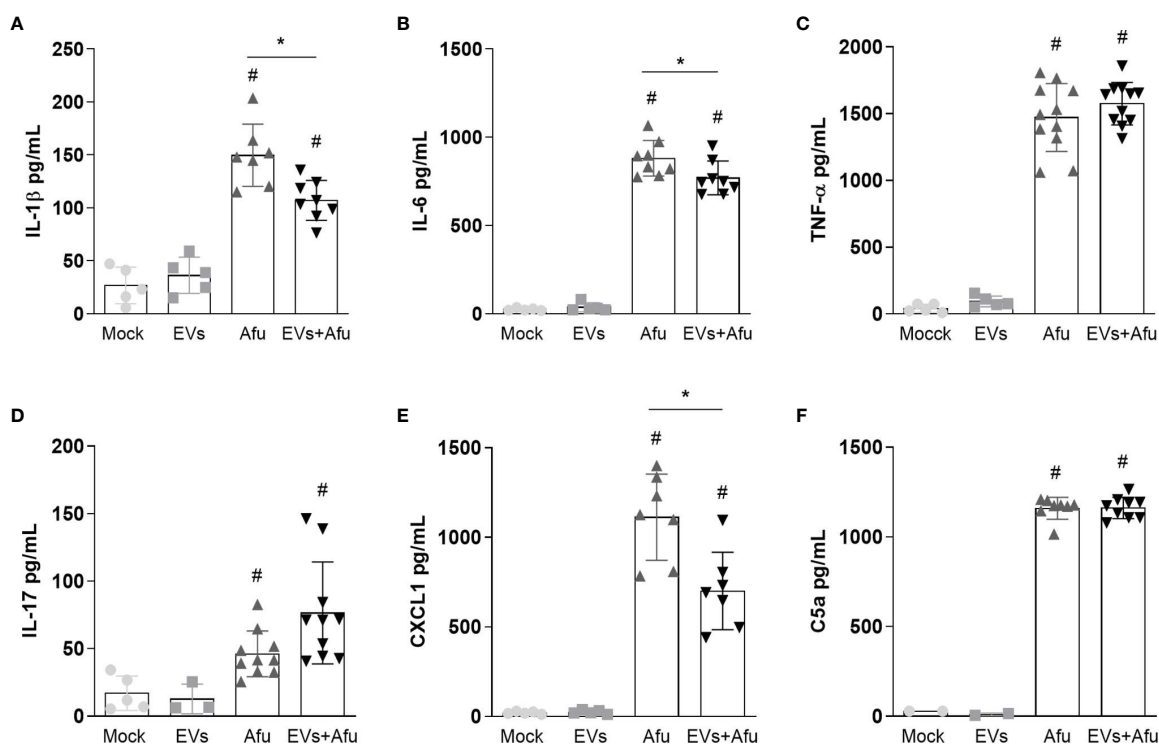 A
IL-1β pg/mL
250
200
150
100
50
0
*
#
#
Mock EVs Afu EVs+Afu
B
IL-6 pg/mL
1500
1000
500
0
*
#
#
Mock EVs Afu EVs+Afu
C
TNF-α pg/mL
2000
1500
1000
500
0
#
#
Mocck EVs Afu EVs+Afu
D
IL-17 pg/mL
200
150
100
50
0
#
#
Mock EVs Afu EVs+Afu
E
CXCL1 pg/mL
1500
1000
500
0
*
#
#
Mock EVs Afu EVs+Afu
F
C5a pg/mL
1500
1000
500
0
#
#
Mock EVs Afu EVs+Afu